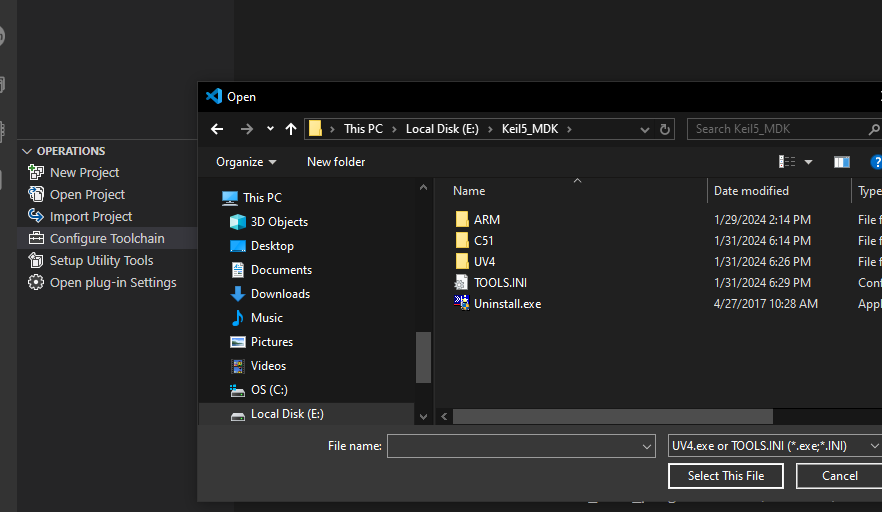 Open
This PC > Local Disk (E:) > Keil5_MDK >
Search Keil5_MDK
Organize
New folder
OPERATIONS
New Project
Open Project
Import Project
Configure Toolchain
Setup Utility Tools
Open plug-in Settings
This PC
3D Objects
Desktop
Documents
Downloads
Music
Pictures
Videos
OS (C:)
Local Disk (E:)
Name Date modified Type
ARM 1/29/2024 2:14 PM File f
C51 1/31/2024 6:14 PM File f
UV4 1/31/2024 6:26 PM File f
TOOLS.INI 1/31/2024 6:29 PM Conf
Uninstall.exe 4/27/2017 10:28 AM Appl
File name:
UV4.exe or TOOLS.INI (*.exe;*.INI)
Select This File
Cancel